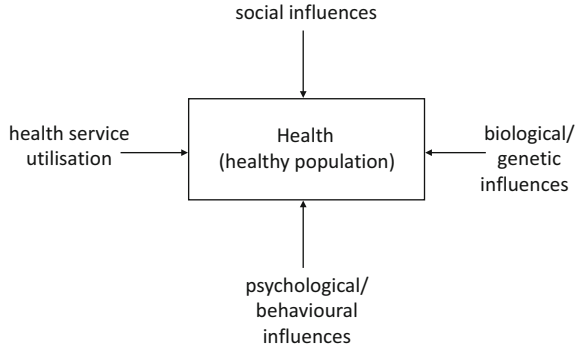 social influences
health service
utilisation
Health
(healthy population)
biological/
genetic
influences
psychological/
behavioural
influences